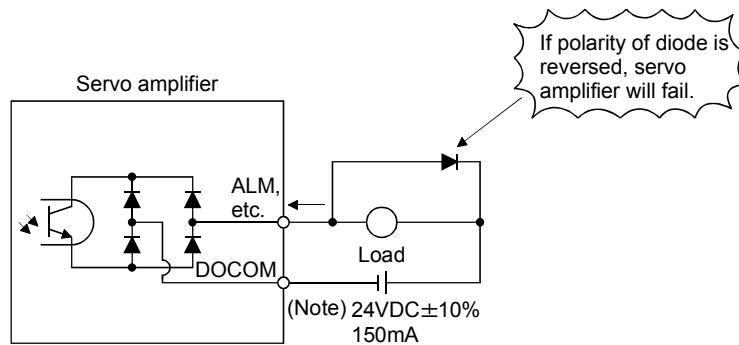 If polarity of diode is
reversed, servo
amplifier will fail.
Servo amplifier
ALM,
etc.
Load
DOCOM
(Note) 24VDC±10%
150mA